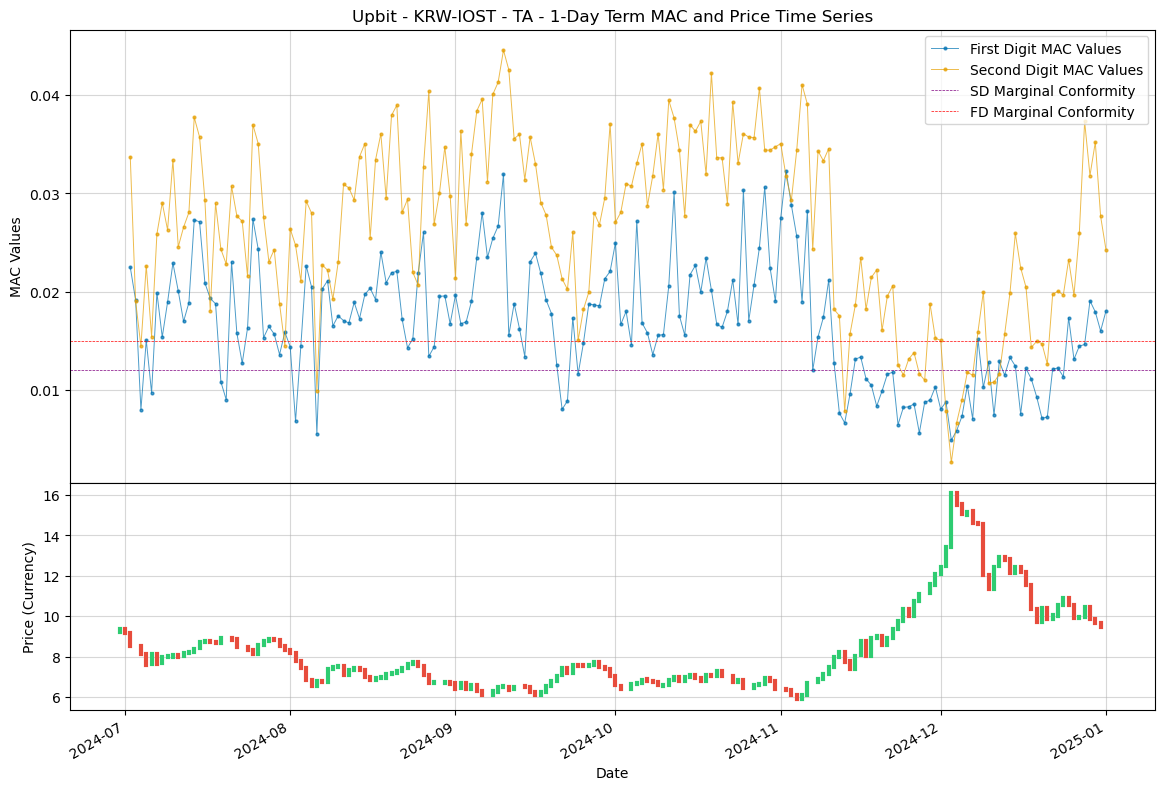 Upbit - KRW-IOST - TA - 1-Day Term MAC and Price Time Series
First Digit MAC Values
Second Digit MAC Values
SD Marginal Conformity
FD Marginal Conformity
MAC Values
0.04
0.03
0.02
0.01
Price (Currency)
16
14
12
10
8
6
2024-07
2024-08
2024-09
2024-10
2024-11
2024-12
2025-01
Date